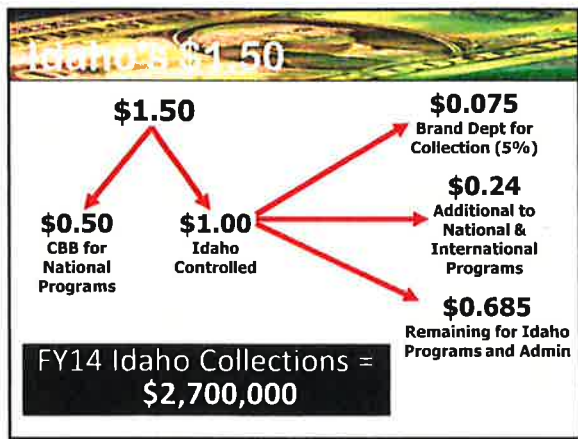 Idaho's $1.50
$1.50
$0.50
CBB for
National
Programs
$1.00
Idaho
Controlled
$0.075
Brand Dept for
Collection (5%)
$0.24
Additional to
National &
International
Programs
$0.685
Remaining for Idaho
Programs and Admin
FY14 Idaho Collections =
$2,700,000